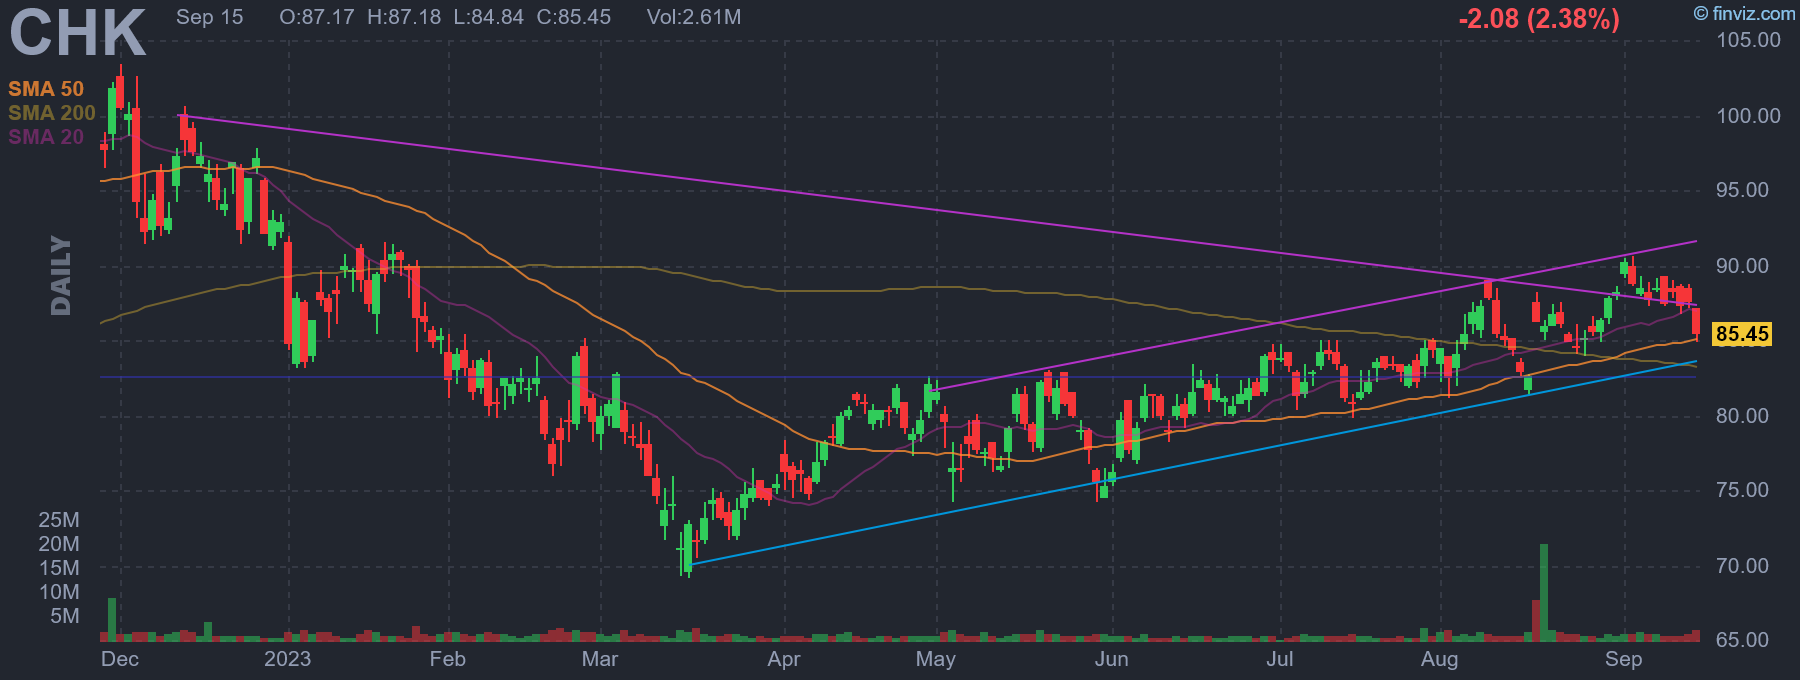 CHK Sep 15 O:87.17 H:87.18 L:84.84 C:85.45 Vol:2.61M -2.08 (2.38%) © finviz.com
SMA 50
SMA 200
SMA 20
DAILY
105.00
100.00
95.00
90.00
85.45
80.00
75.00
70.00
65.00
25M
20M
15M
10M
5M
Dec 2023 Feb Mar Apr May Jun Jul Aug Sep